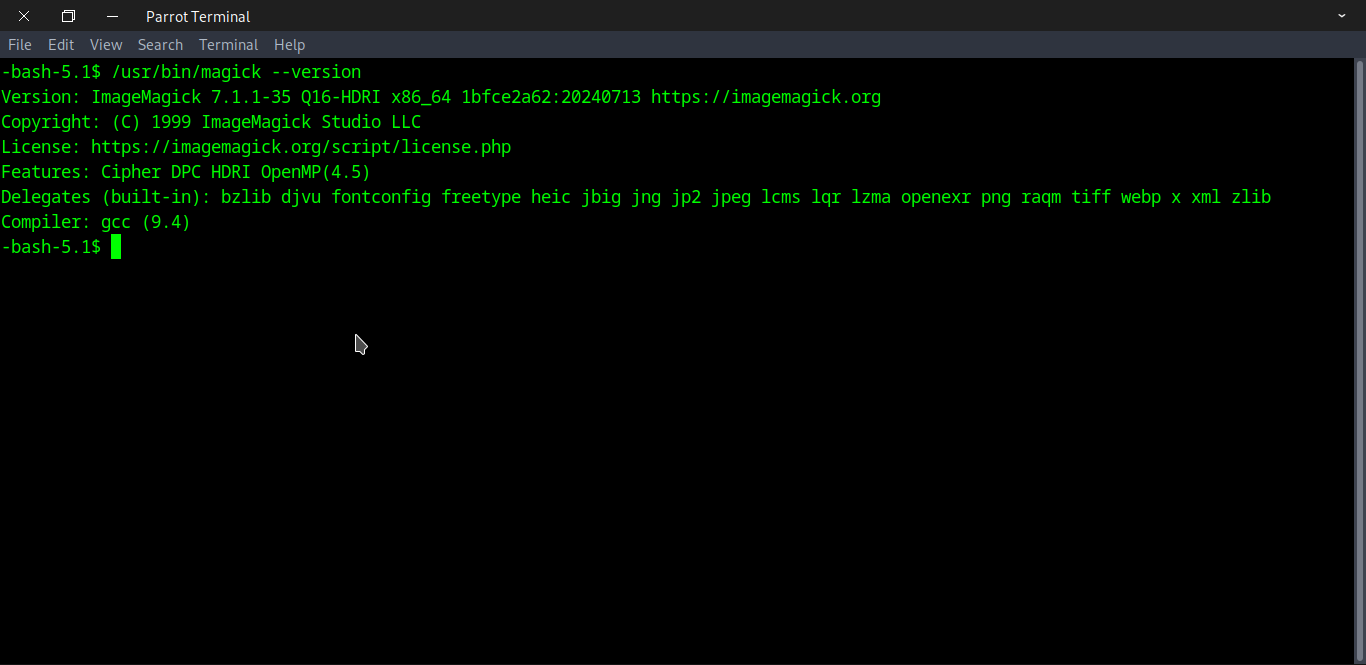 Parrot Terminal
File Edit View Search Terminal Help
-bash-5.1$ /usr/bin/magick --version
Version: ImageMagick 7.1.1-35 Q16-HDRI x86_64 1bfce2a62:20240713 https://imagemagick.org
Copyright: (C) 1999 ImageMagick Studio LLC
License: https://imagemagick.org/script/license.php
Features: Cipher DPC HDRI OpenMP(4.5)
Delegates (built-in): bzlib djvu fontconfig freetype heic jbig jng jp2 jpeg lcms lqr lzma openexr png raqm tiff webp x xml zlib
Compiler: gcc (9.4)
-bash-5.1$